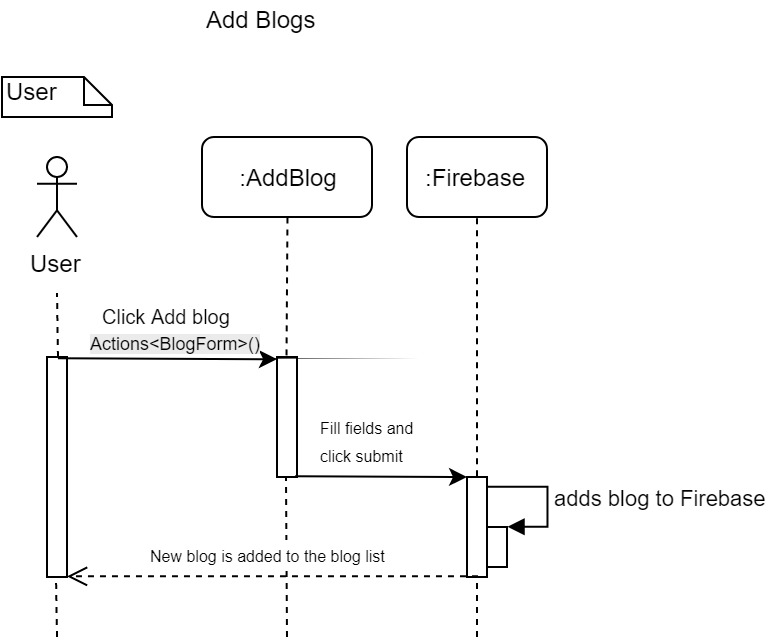 Add Blogs
User
:AddBlog
:Firebase
User
Click Add blog
Actions<BlogForm>()
Fill fields and
click submit
adds blog to Firebase
New blog is added to the blog list